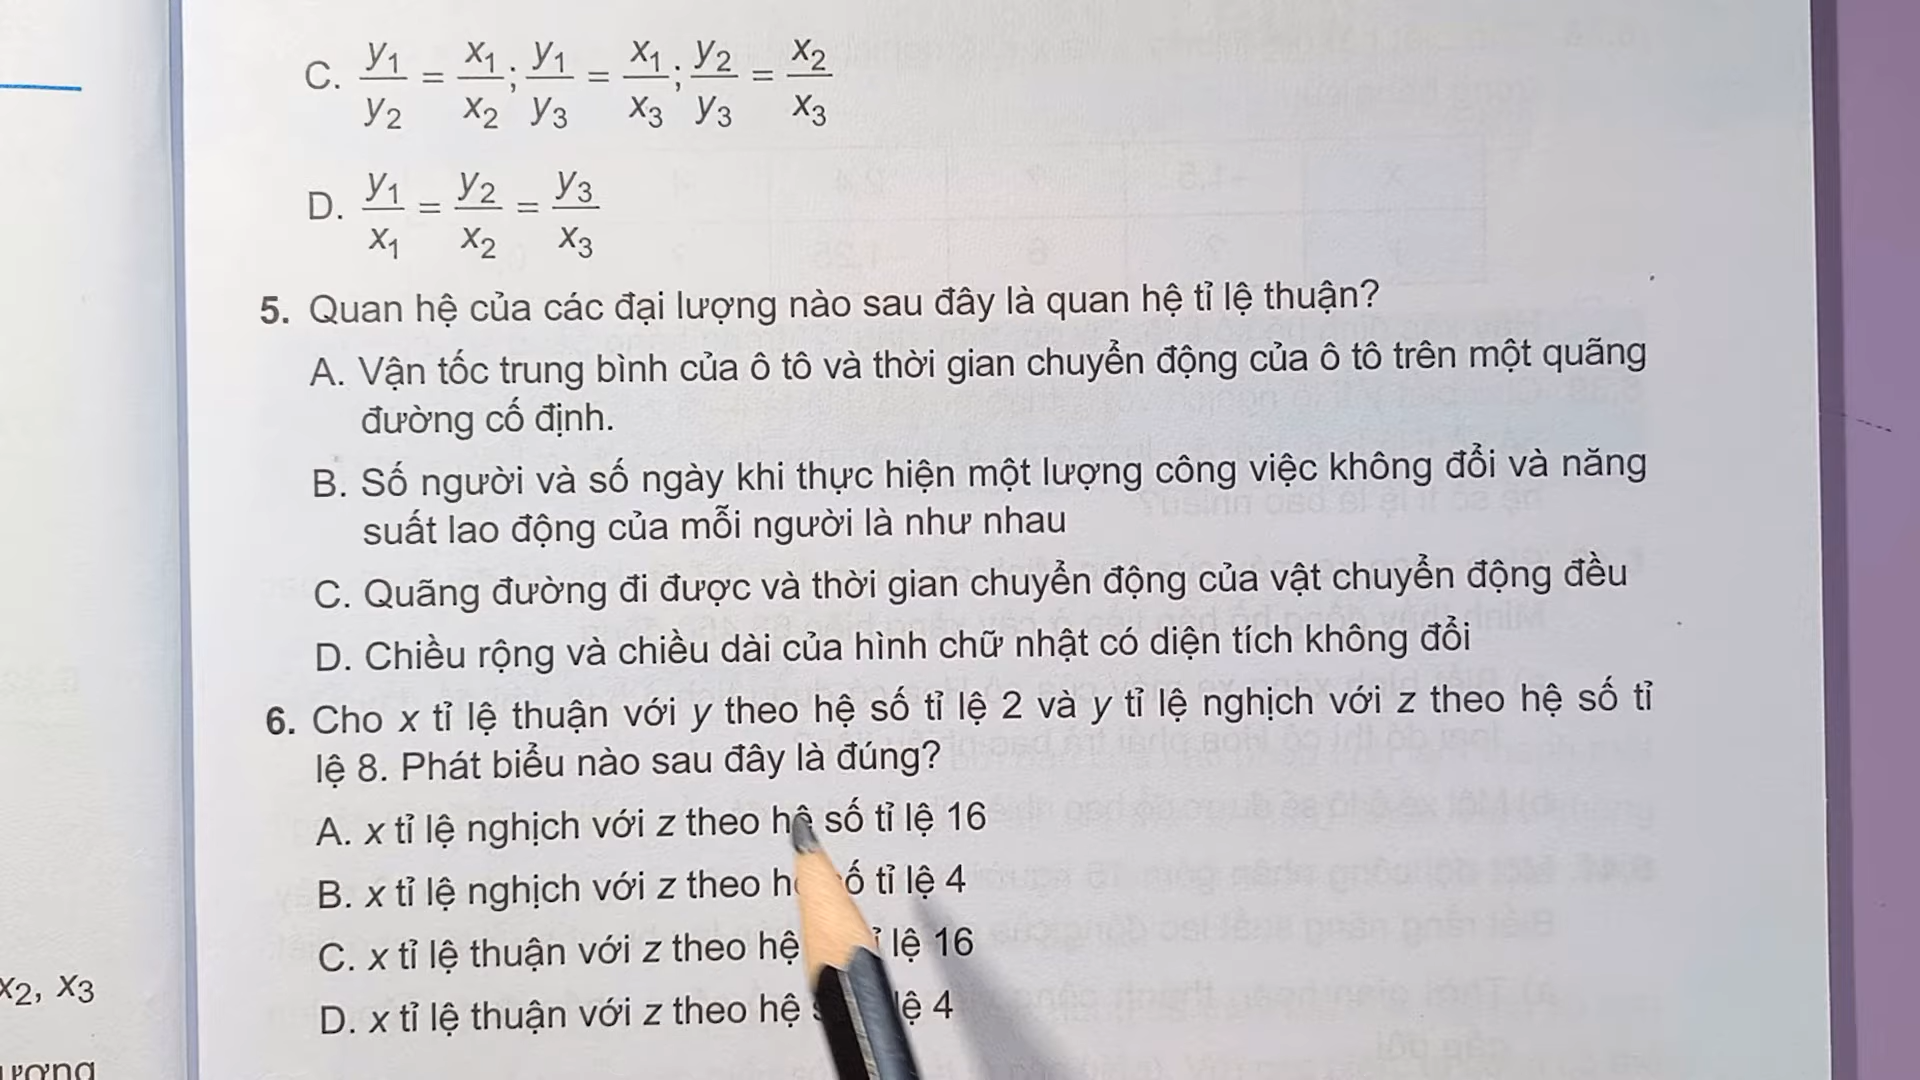 C. y₁/y₂ = x₁/x₂; y₁/y₃ = x₁/x₃; y₂/y₃ = x₂/x₃
D. y₁/x₁ = y₂/x₂ = y₃/x₃
5. Quan hệ của các đại lượng nào sau đây là quan hệ tỉ lệ thuận?
A. Vận tốc trung bình của ô tô và thời gian chuyển động của ô tô trên một quãng
đường cố định.
B. Số người và số ngày khi thực hiện một lượng công việc không đổi và năng
suất lao động của mỗi người là như nhau
C. Quãng đường đi được và thời gian chuyển động của vật chuyển động đều
D. Chiều rộng và chiều dài của hình chữ nhật có diện tích không đổi
6. Cho x tỉ lệ thuận với y theo hệ số tỉ lệ 2 và y tỉ lệ nghịch với z theo hệ số tỉ
lệ 8. Phát biểu nào sau đây là đúng?
A. x tỉ lệ nghịch với z theo hệ số tỉ lệ 16
B. x tỉ lệ nghịch với z theo tỉ lệ 4
C. x tỉ lệ thuận với z theo hệ lệ 16
D. x tỉ lệ thuận với z theo hệ lệ 4
x₂, x₃